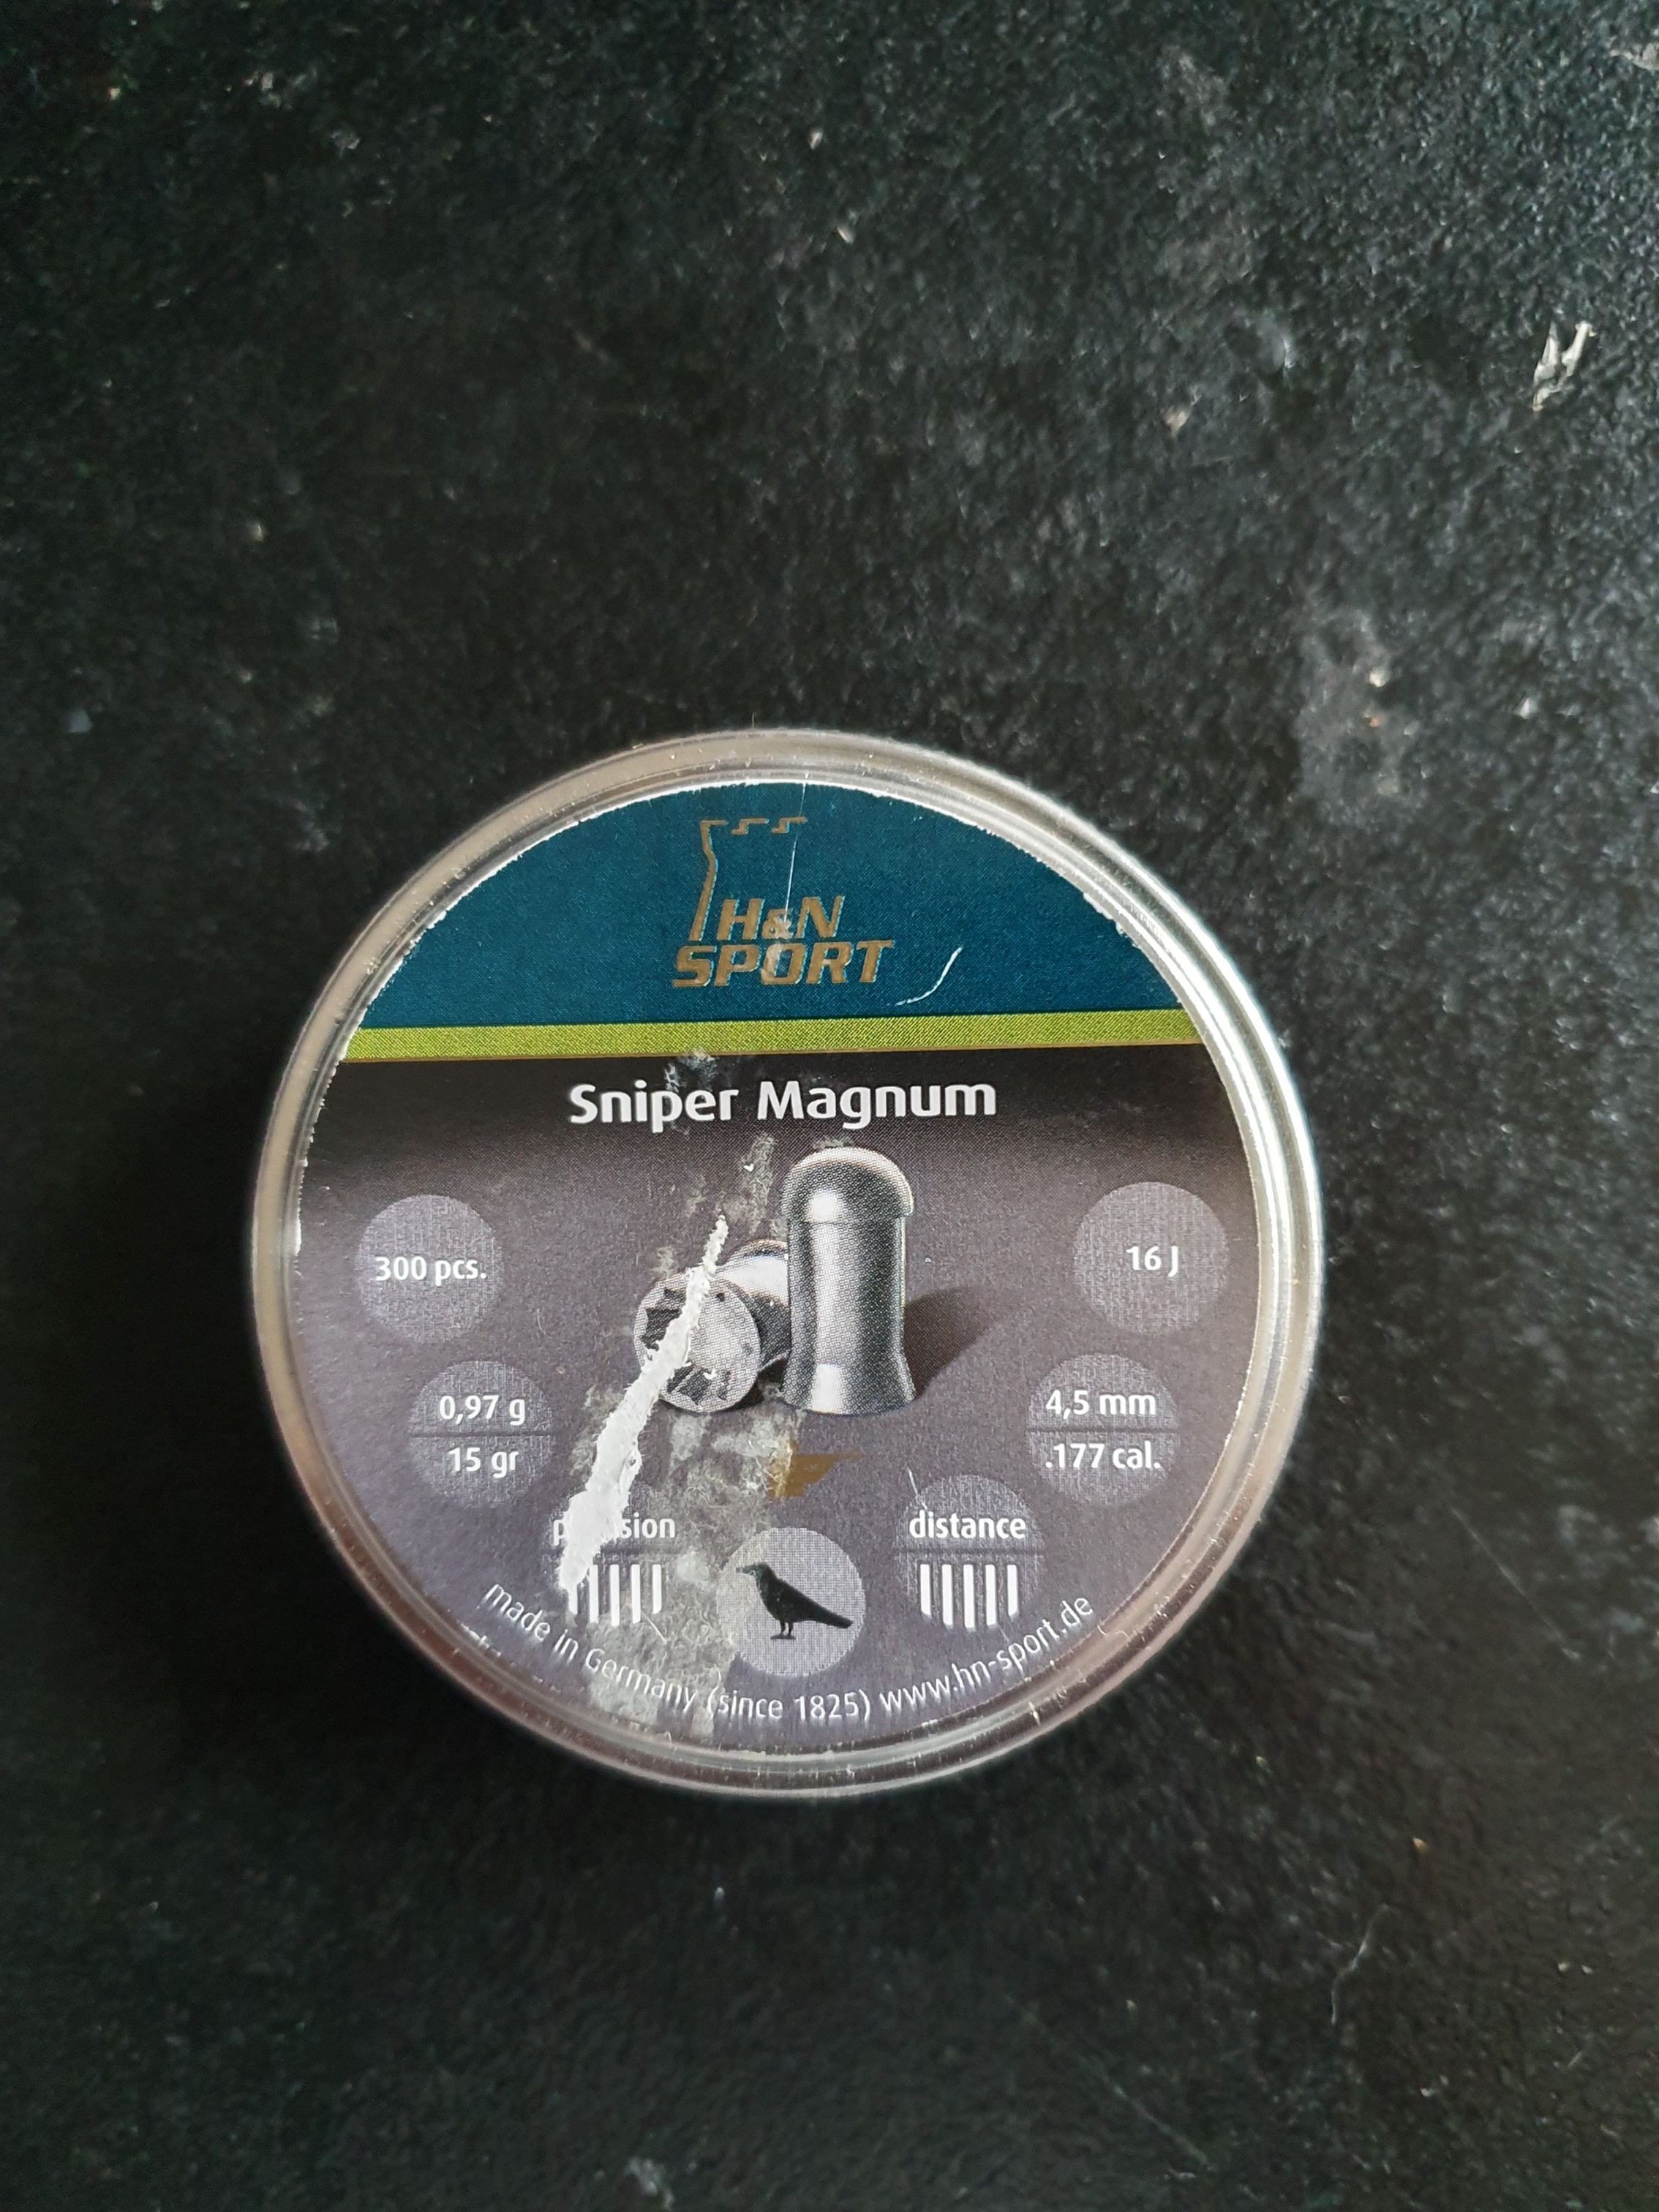 H&N
SPORT
Sniper Magnum
300 pcs.
16 J
0,97 g
15 gr
4,5 mm
.177 cal.
distance
made in Germany (since 1825) www.hn-sport.de